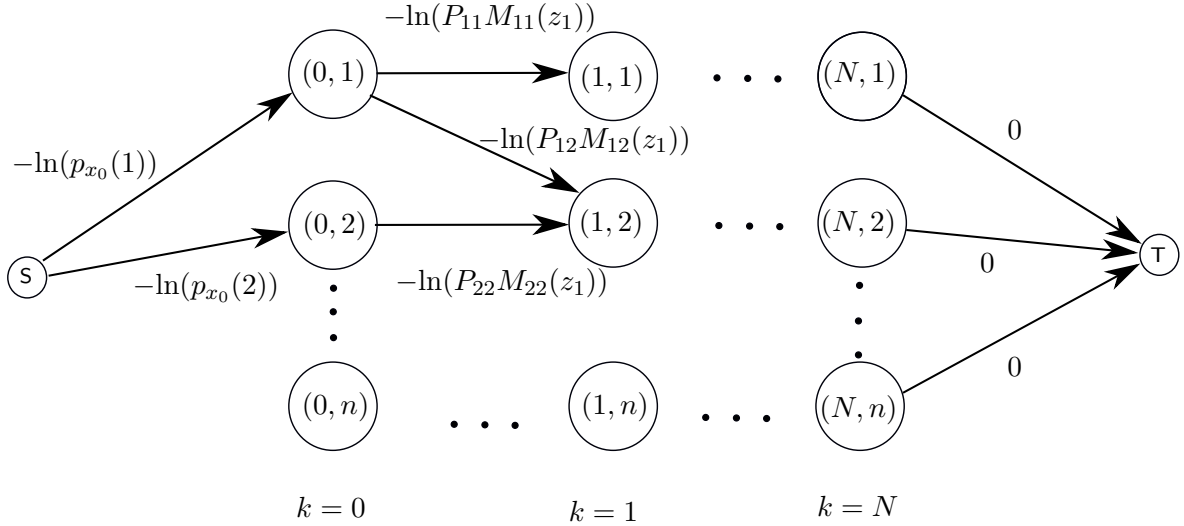 −ln(P₁₁M₁₁(z₁))
(0, 1)
(1, 1)
· · ·
(N, 1)
0
−ln(P₁₂M₁₂(z₁))
−ln(pₓ₀(1))
(0, 2)
(1, 2)
· · ·
(N, 2)
T
S
0
−ln(pₓ₀(2))
−ln(P₂₂M₂₂(z₁))
0
(0, n)
· · ·
(1, n)
· · ·
(N, n)
k = 0
k = 1
k = N